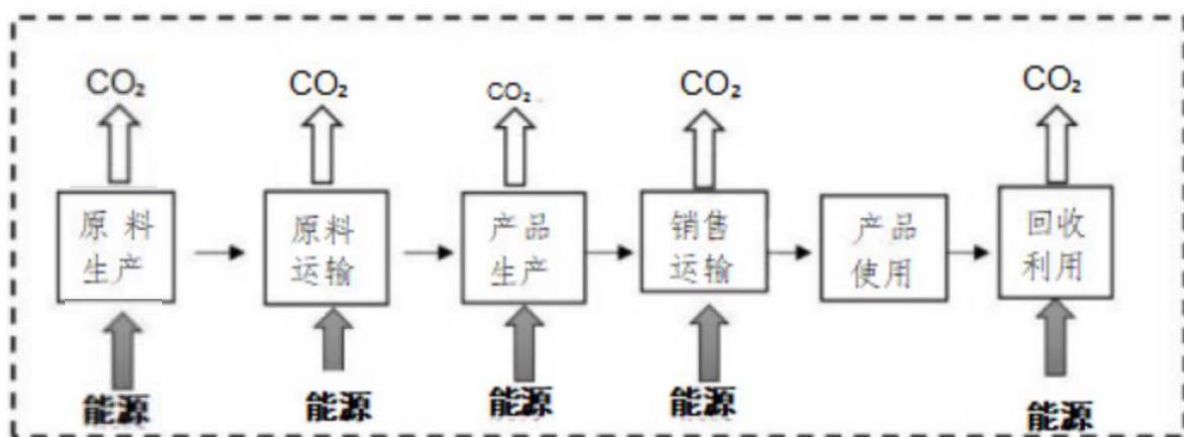 CO₂ CO₂ CO₂ CO₂ CO₂
原料
生产
原料
运输
产品
生产
销售
运输
产品
使用
回收
利用
能源 能源 能源 能源 能源